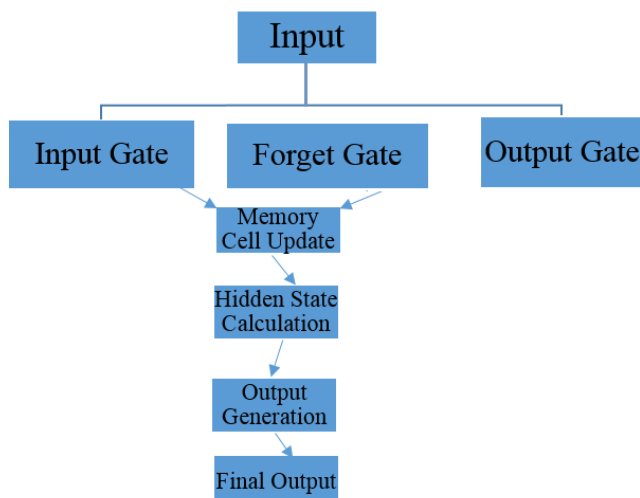 Input
Input Gate
Forget Gate
Output Gate
Memory
Cell Update
Hidden State
Calculation
Output
Generation
Final Output